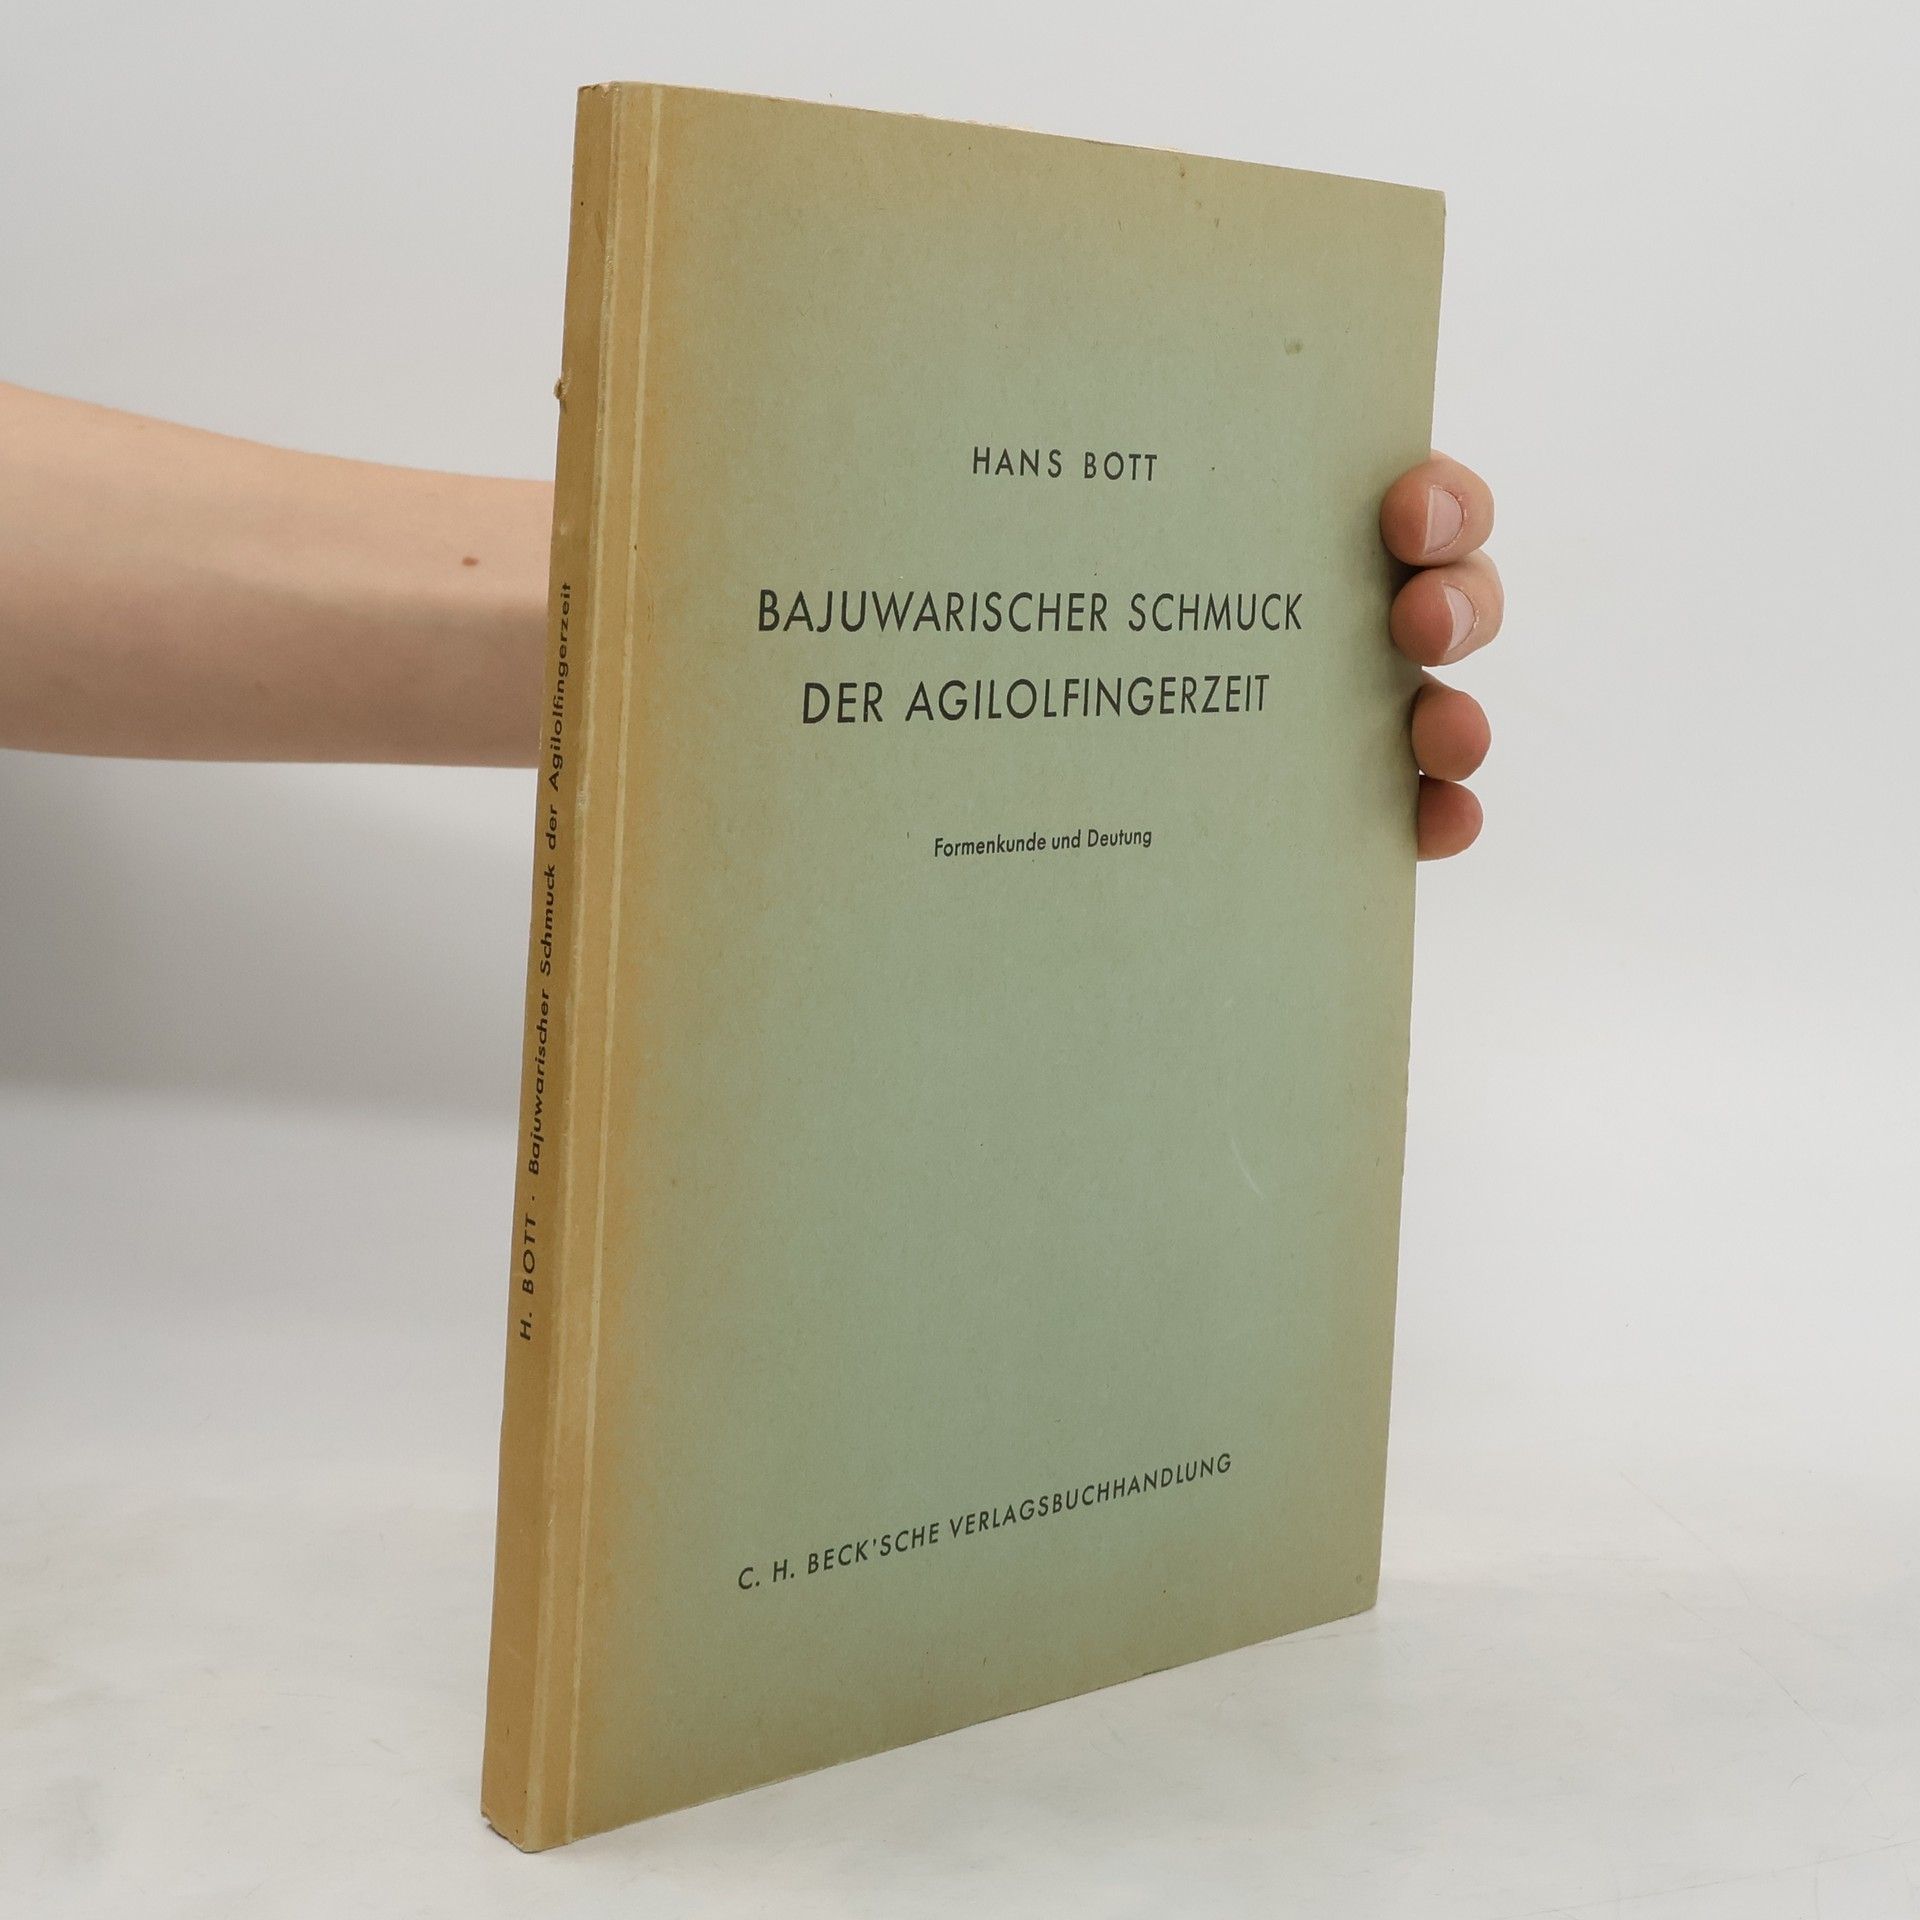 HANS BOTT
BAJUWARISCHER SCHMUCK
DER AGILOLFINGERZEIT
Formenkunde und Deutung
C. H. BECK'SCHE VERLAGSBUCHHANDLUNG
H. BOTT · Bajuwarischer Schmuck der Agilolfingerzeit